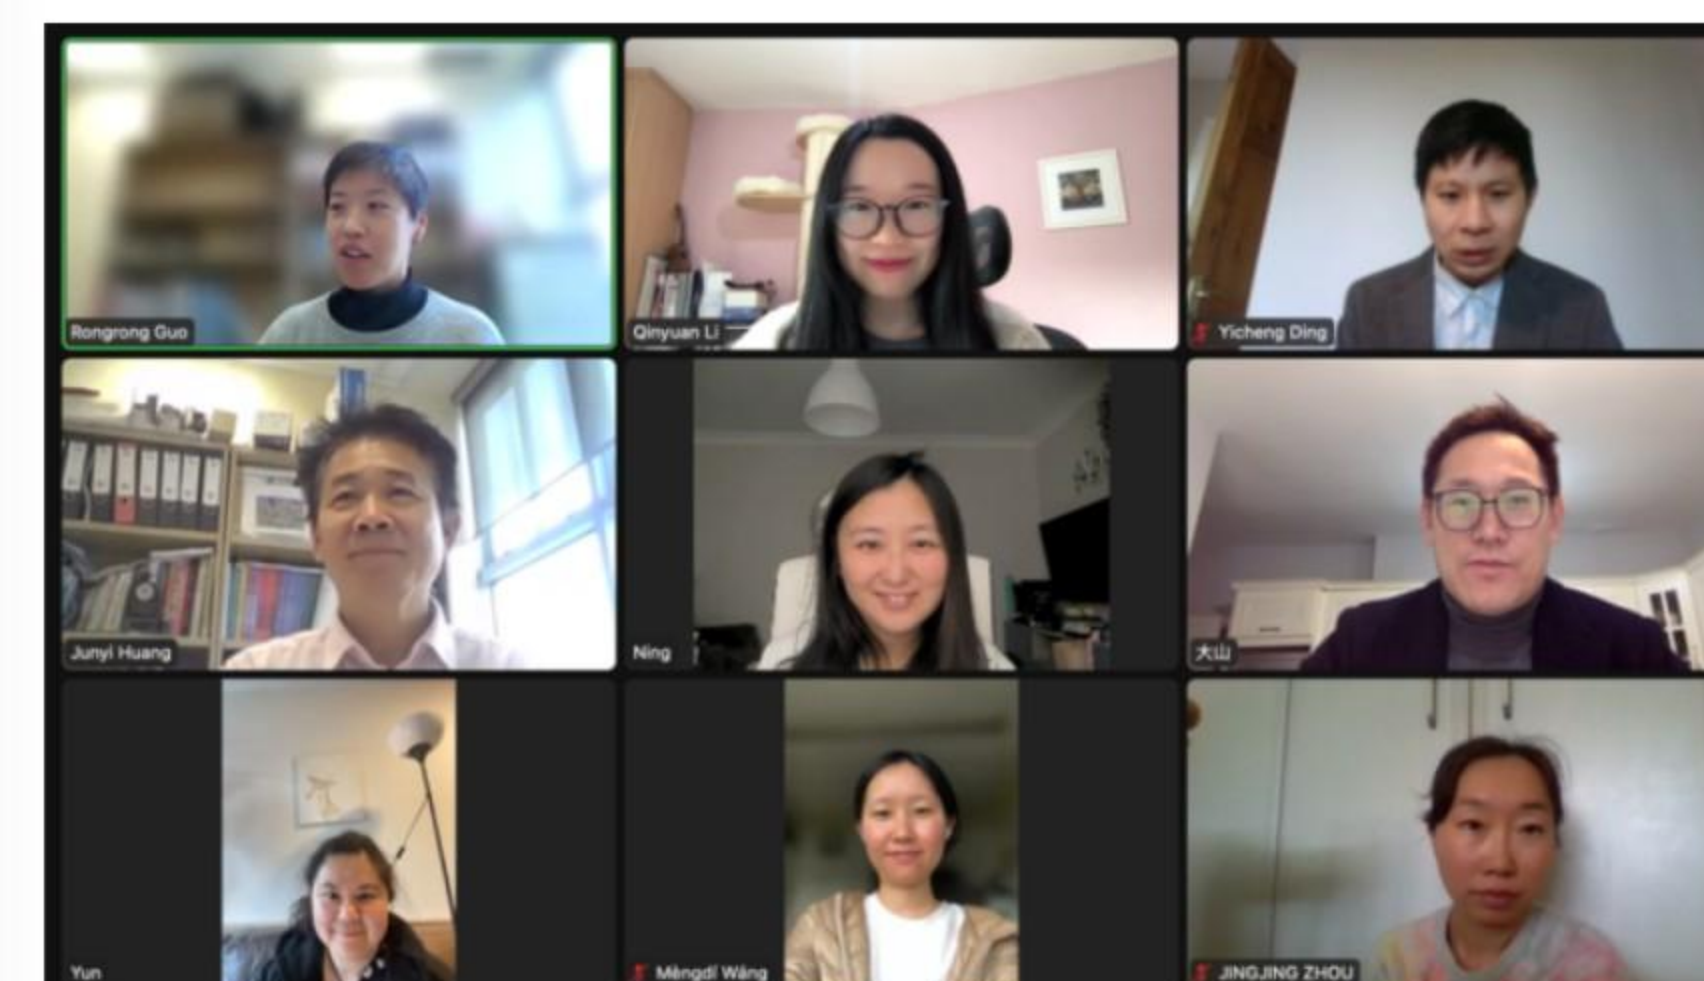 Rongrong Guo
Qinyuan Li
Yicheng Ding
Junyi Huang
Ning
大山
Yun
Mèngdí Wáng
JINGJING ZHOU